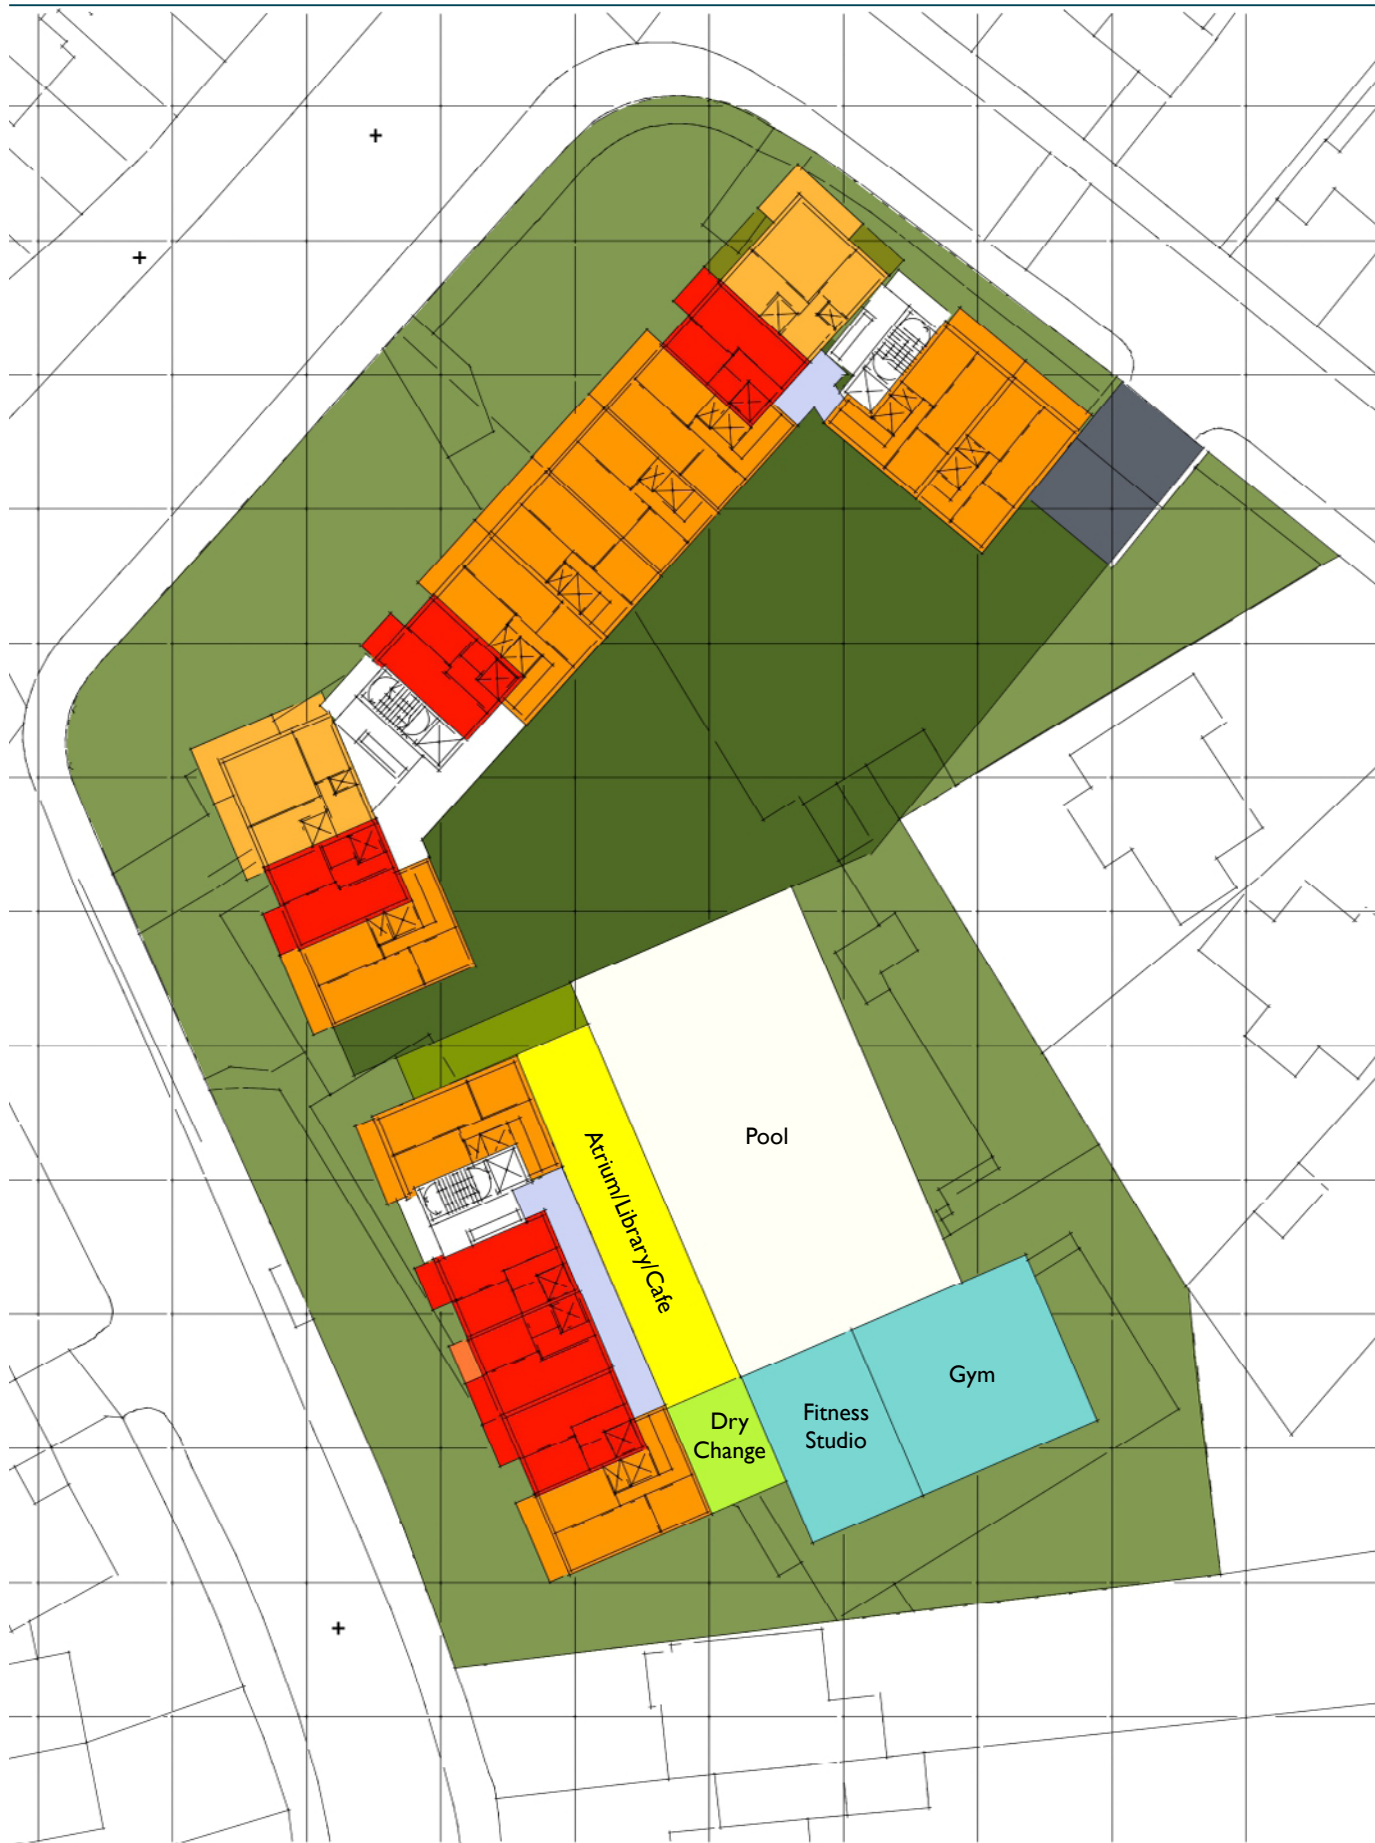 Pool
Atrium/Library/Cafe
Gym
Fitness
Studio
Dry
Change